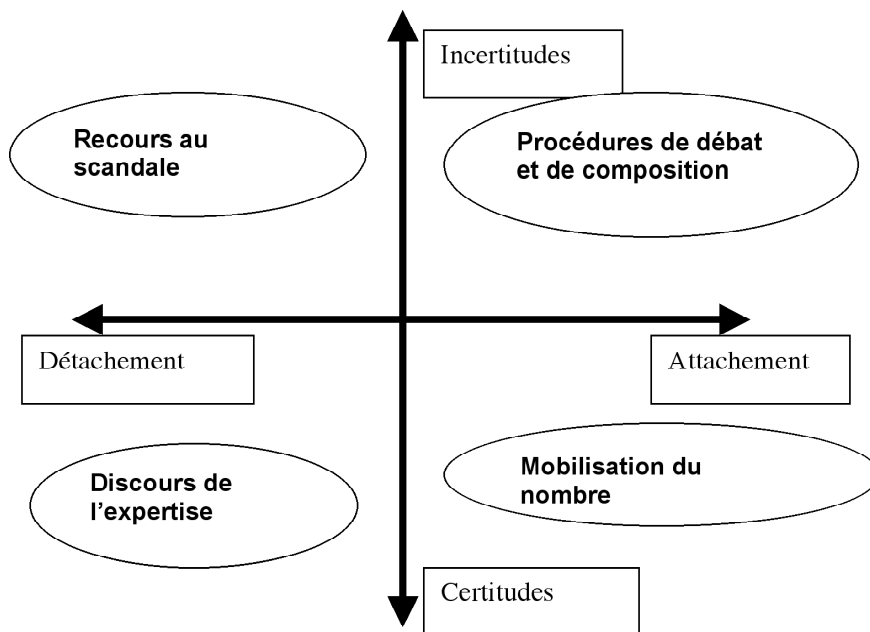 Incertitudes
Recours au
scandale
Procédures de débat
et de composition
Détachement
Attachement
Discours de
l'expertise
Mobilisation du
nombre
Certitudes